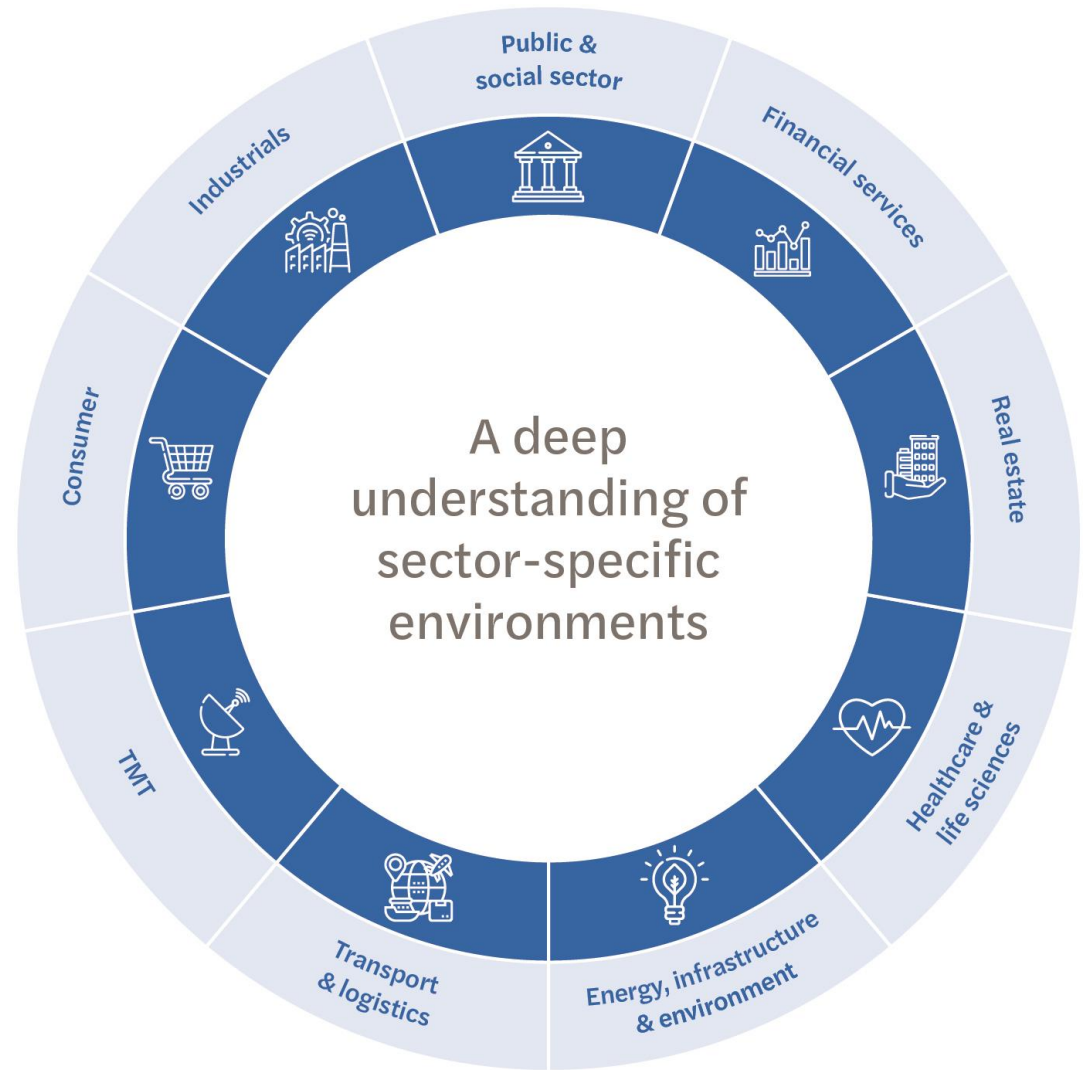 Public &
social sector
Financial services
Real estate
Healthcare &
life sciences
Energy, infrastructure
& environment
Transport
& logistics
TMT
Consumer
Industrials
A deep
understanding of
sector-specific
environments